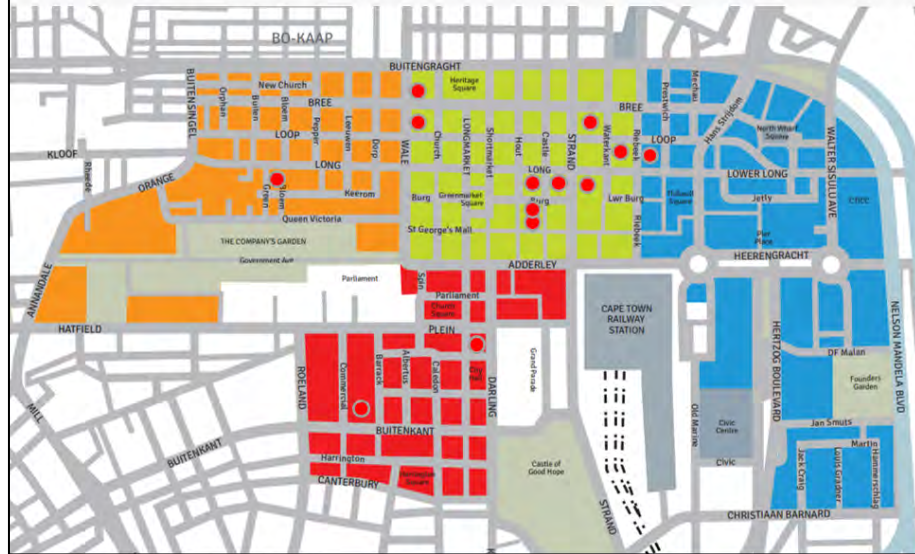 BO-KAAP
BUITENGRAGHT
Heritage
Square
New Church
BUITENSINGEL
Orphan
Buiten
Bloem
Pepper
Leeuwen
Dorp
BREE
BREE
LOOP
LOOP
WALE
Church
LONGMARKET
Shortmarket
Hout
Castle
STRAND
Waterkant
Riebeek
Prestwich
Mechau
Hans Strijdom
North Wharf
Square
WALTER SISULU AVE
KLOOF
Rheede
ORANGE
LONG
LONG
LOWER LONG
Green
Bloem
Keerom
Burg
Greenmarket
Square
Burg
Lwr Burg
Thibault
Square
Jetty
CTICC
Queen Victoria
St George's Mall
Riebeek
Pier
Place
THE COMPANY'S GARDEN
Government Ave
ADDERLEY
HEERENGRACHT
ANNANDALE
Parliament
Spin
Parliament
Church
Square
CAPE TOWN
RAILWAY
STATION
NELSON MANDELA BLVD
HATFIELD
PLEIN
HERTZOG BOULEVARD
DF Malan
ROELAND
Commercial
Barrack
Albertus
Caledon
City
Hall
DARLING
Grand Parade
Founders
Garden
MILL
Old Marine
Civic
Centre
Jan Smuts
BUITENKANT
BUITENKANT
Harrington
CANTERBURY
Harrington
Square
Castle of
Good Hope
Civic
Martin
Hammerschlag
Jack Craig
Louis Gradner
STRAND
CHRISTIAAN BARNARD